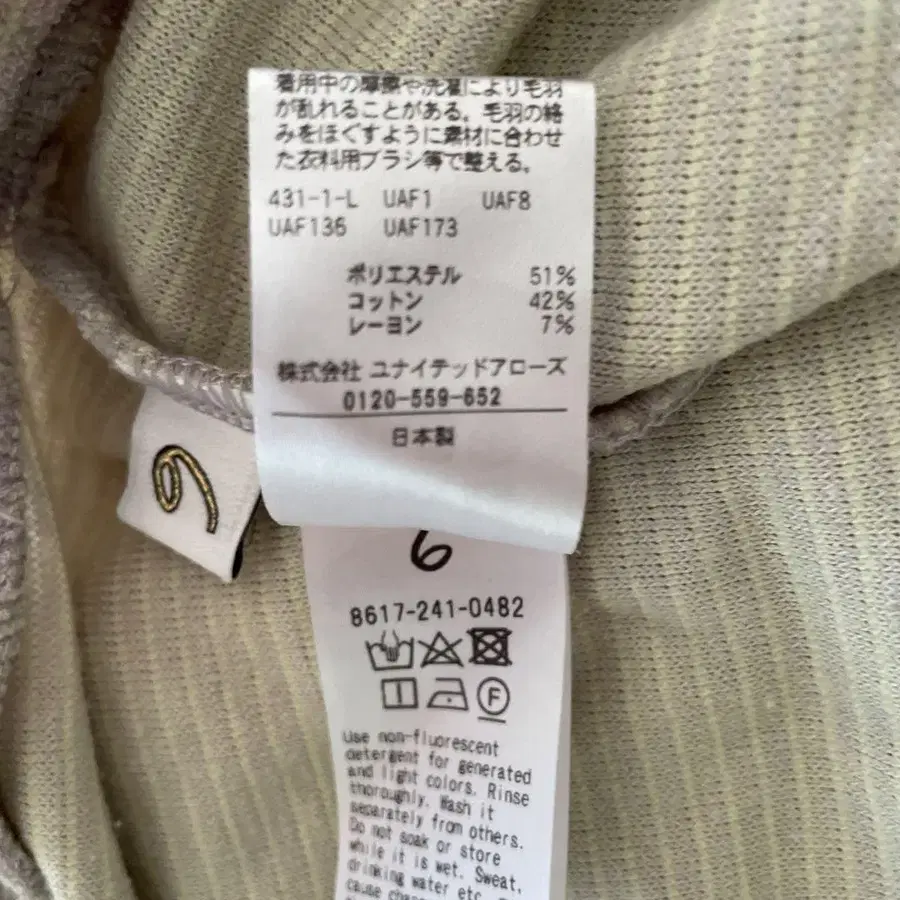 着用中の摩擦や洗濯により毛羽
が乱れることがある。毛羽の絡
みをほぐすように素材に合わせ
た衣料用ブラシ等で整える。
431-1-L UAF1 UAF8
UAF136 UAF173
ポリエステル 51%
コットン 42%
レーヨン 7%
株式会社 ユナイテッドアローズ
0120-559-652
日本製
6
6
8617-241-0482
F
Use non-fluorescent
detergent for generated
and light colors. Rinse
thoroughly. Wash it
separately from others.
Do not soak or store
while it is wet. Sweat,
drinking water etc.
cause